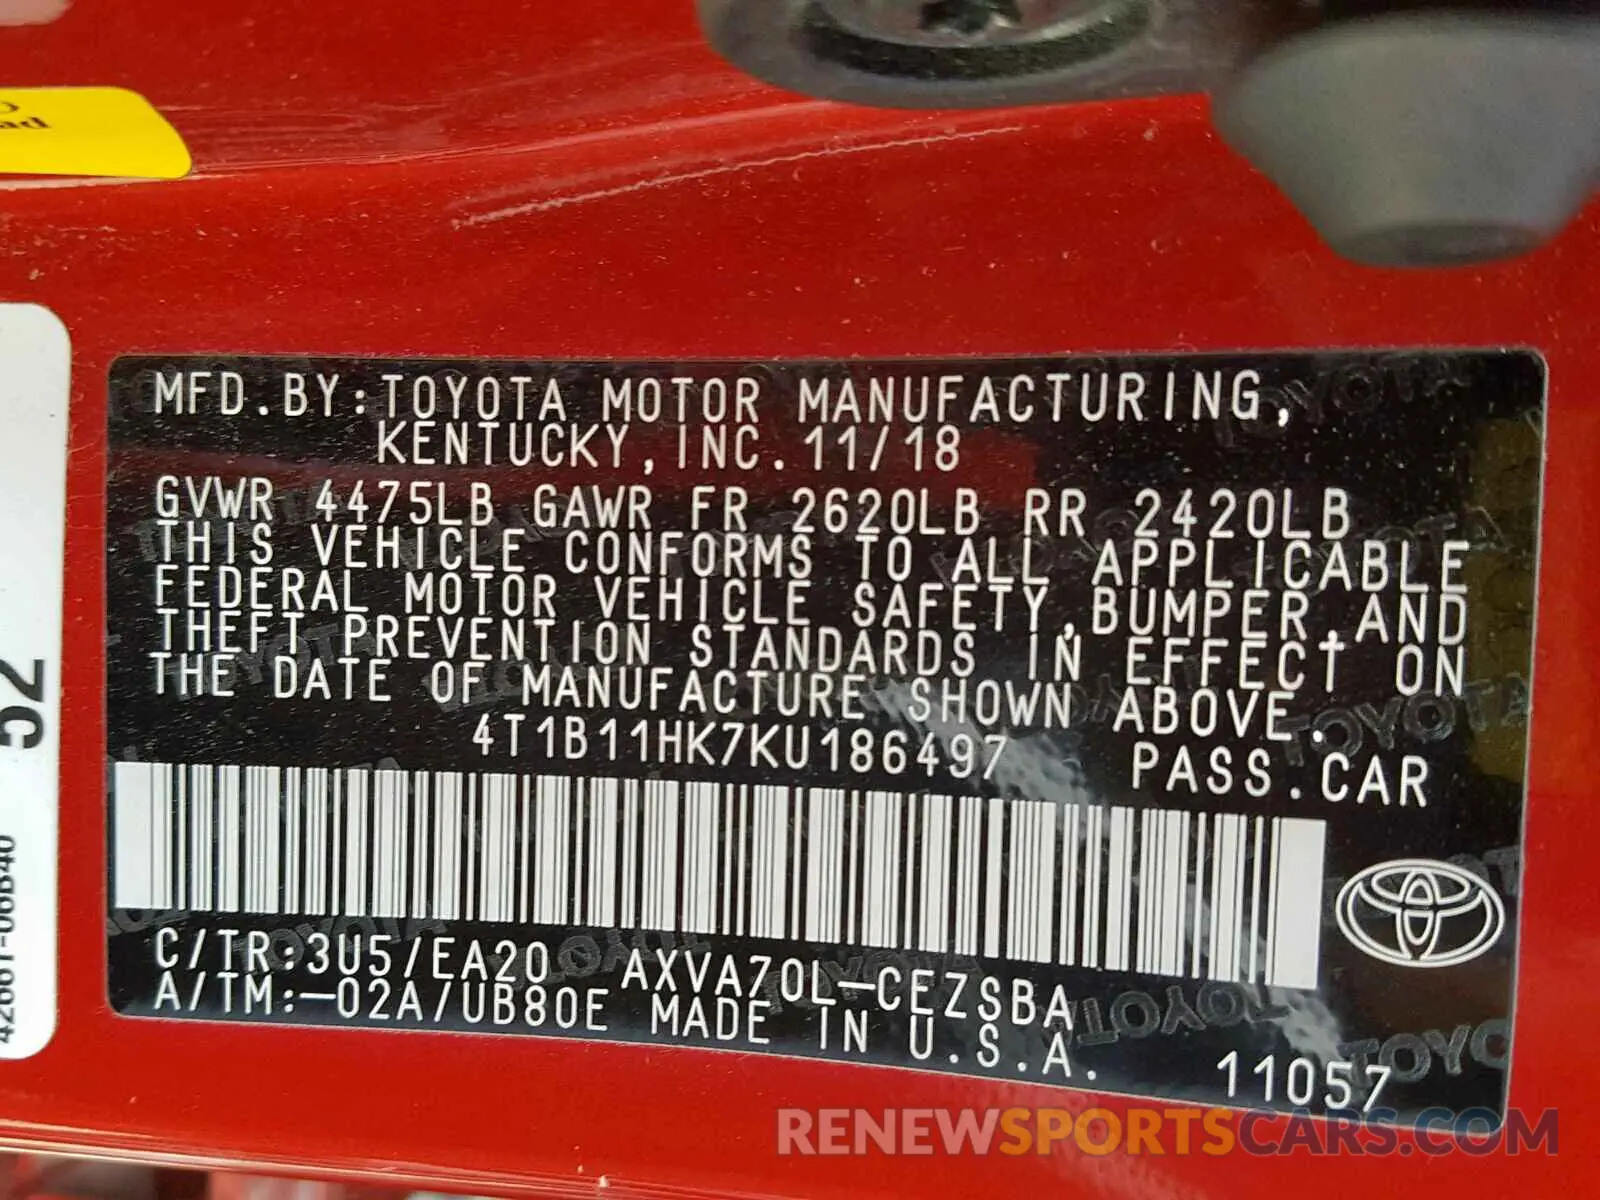 MFD.BY:TOYOTA MOTOR MANUFACTURING,
KENTUCKY,INC.11/18
GVWR 4475LB GAWR FR 2620LB RR 2420LB
THIS VEHICLE CONFORMS TO ALL APPLICABLE
FEDERAL MOTOR VEHICLE SAFETY,BUMPER,AND
THEFT PREVENTION STANDARDS IN EFFECT ON
THE DATE OF MANUFACTURE SHOWN ABOVE.
4T1B11HK7KU186497 PASS.CAR
C/TR:3U5/EA20 AXVA70L-CEZSBA
A/TM:-02A/UB80E MADE IN U.S.A.
11057
52
RENEWSPORTSCARS.COM